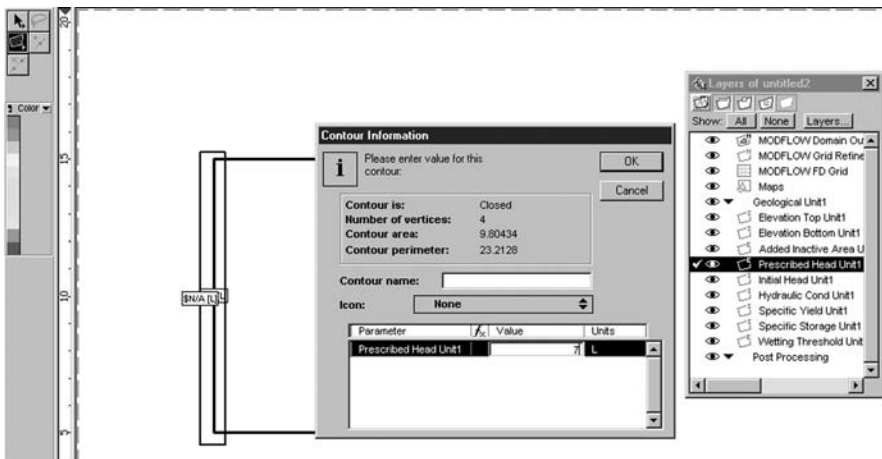 Color
20
15
10
5
$N/A [L]
Contour Information
i
Please enter value for this
contour:
OK
Cancel
Contour is: Closed
Number of vertices: 4
Contour area: 9.80434
Contour perimeter: 23.2128
Contour name:
Icon: None
Parameter fx Value Units
Prescribed Head Unit1 7 L
Layers of untitled2
Show: All None Layers...
MODFLOW Domain Ou
MODFLOW Grid Refine
MODFLOW FD Grid
Maps
Geological Unit1
Elevation Top Unit1
Elevation Bottom Unit1
Added Inactive Area U
Prescribed Head Unit1
Initial Head Unit1
Hydraulic Cond Unit1
Specific Yield Unit1
Specific Storage Unit1
Wetting Threshold Unit
Post Processing